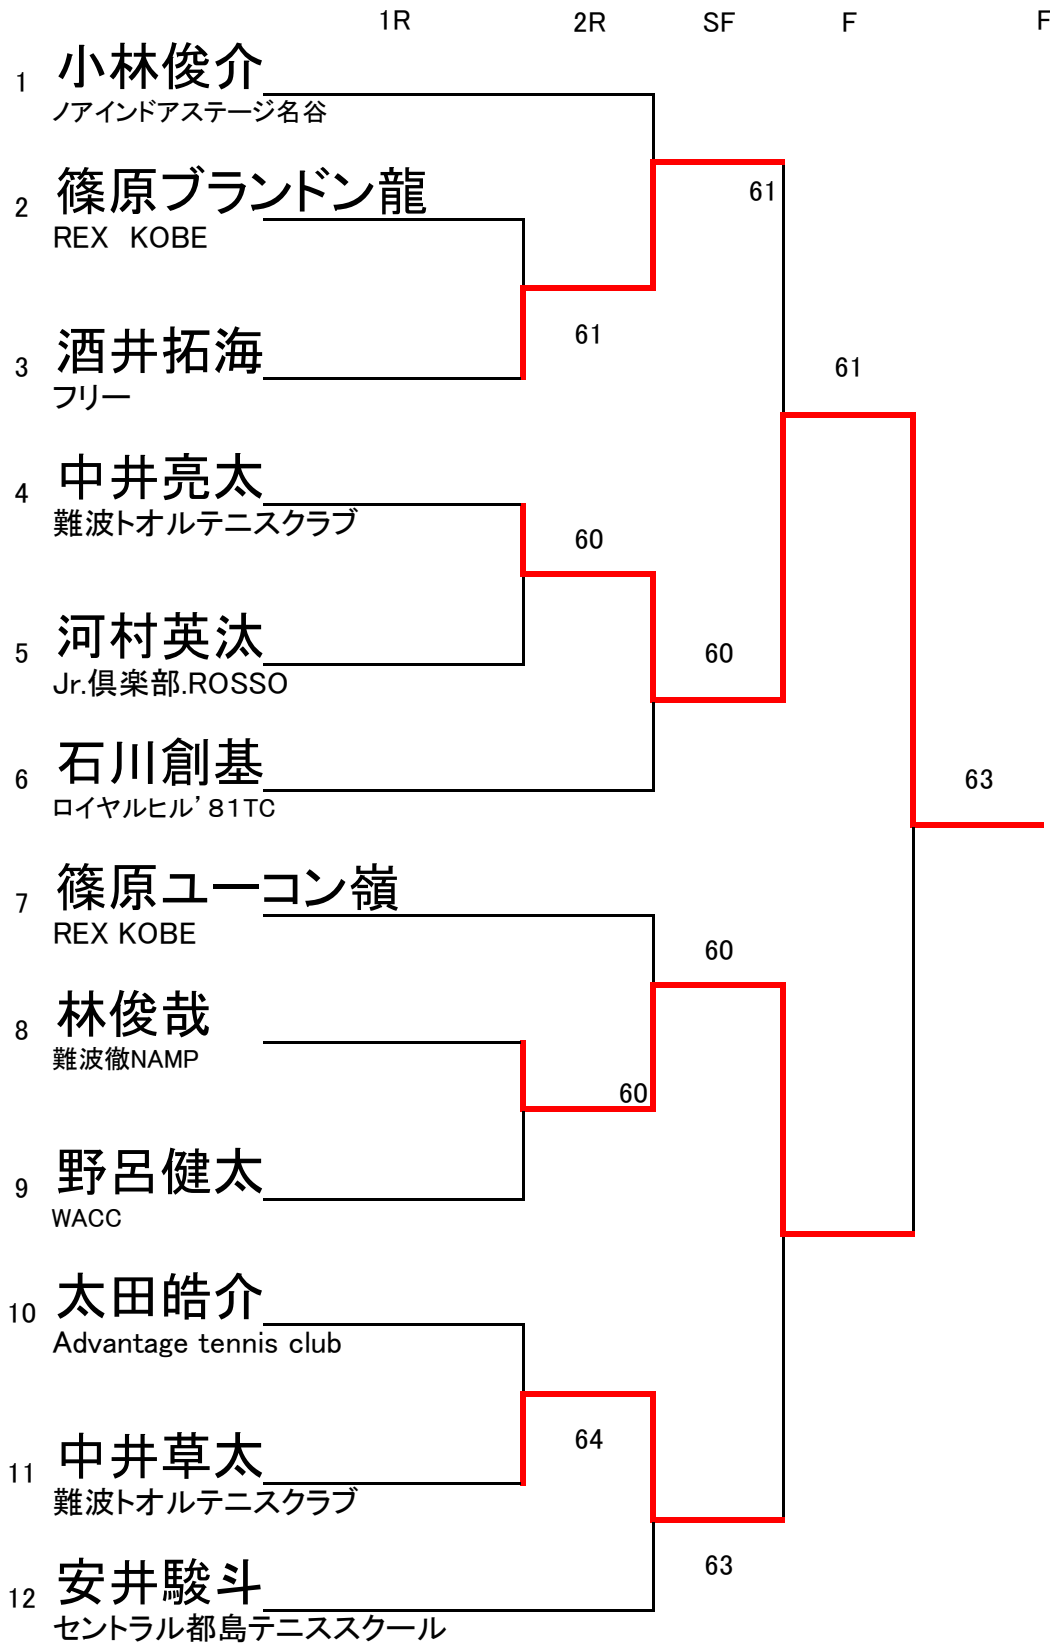 1R 2R SF F F
1 小林俊介
ノアインドアステージ名谷
61
2 篠原ブランドン龍
REX KOBE
61
3 酒井拓海
フリー
61
4 中井亮太
難波トオルテニスクラブ
60
5 河村英汰
Jr.倶楽部.ROSSO
60
6 石川創基
ロイヤルヒル’81TC
63
7 篠原ユーコン嶺
REX KOBE
60
8 林俊哉
難波徹NAMP
60
9 野呂健太
WACC
10 太田皓介
Advantage tennis club
64
11 中井草太
難波トオルテニスクラブ
63
12 安井駿斗
セントラル都島テニススクール